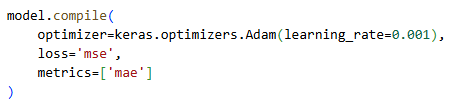 model.compile(
    optimizer=keras.optimizers.Adam(learning_rate=0.001),
    loss='mse',
    metrics=['mae']
)